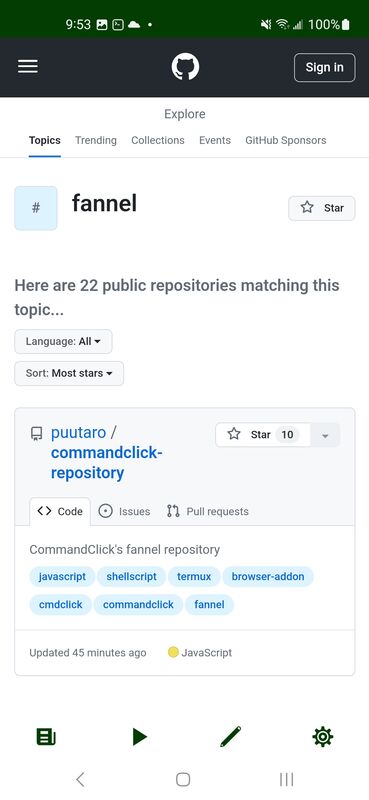 9:53 100%
Sign in
Explore
Topics Trending Collections Events GitHub Sponsors
# fannel Star
Here are 22 public repositories matching this
topic...
Language: All
Sort: Most stars
puutaro / Star 10
commandclick-
repository
Code Issues Pull requests
CommandClick's fannel repository
javascript shellscript termux browser-addon
cmdclick commandclick fannel
Updated 45 minutes ago JavaScript